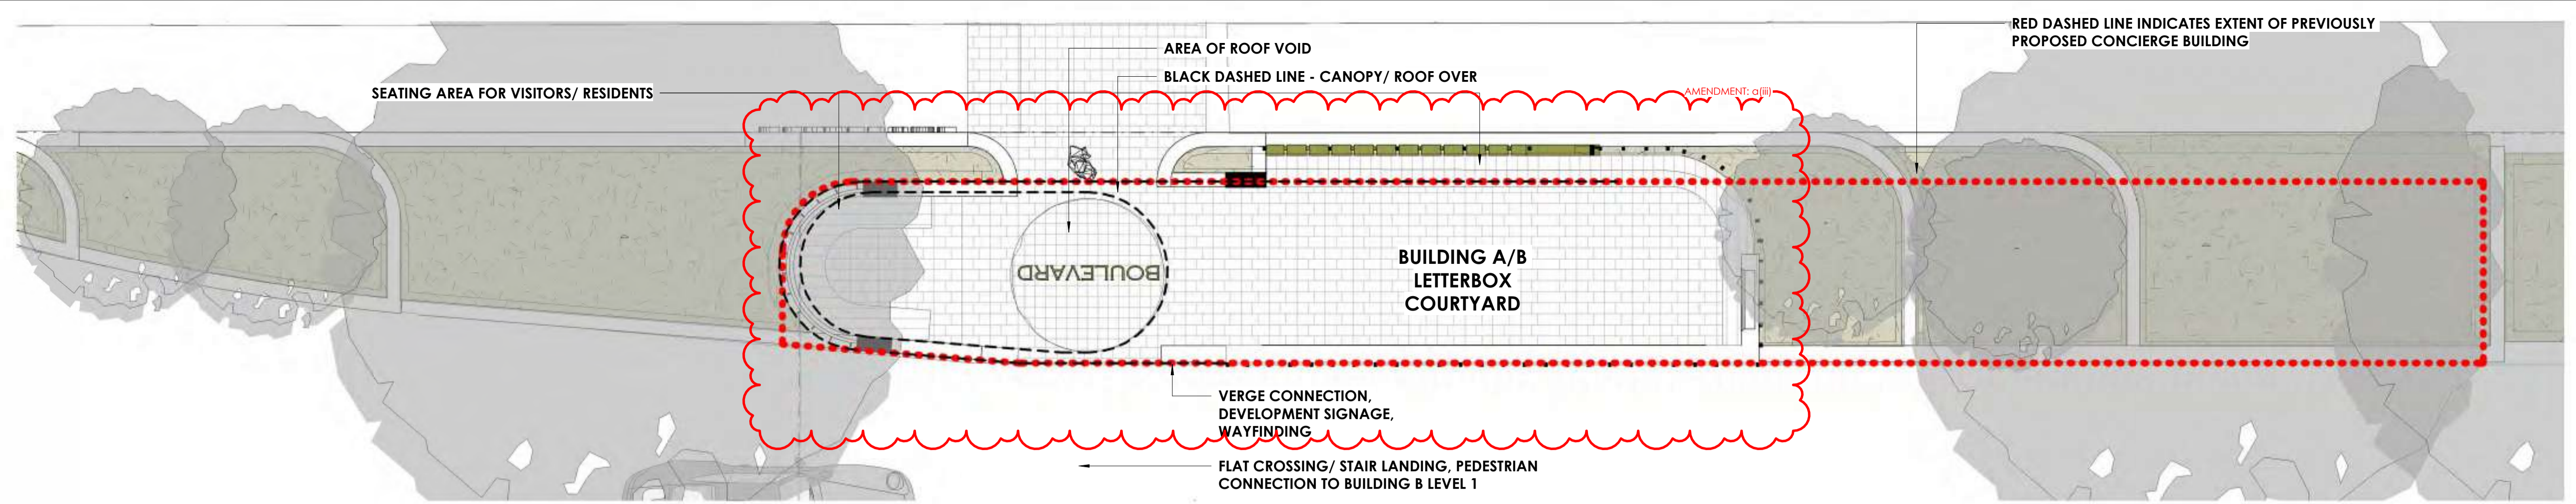 RED DASHED LINE INDICATES EXTENT OF PREVIOUSLY
PROPOSED CONCIERGE BUILDING
AREA OF ROOF VOID
BLACK DASHED LINE - CANOPY/ ROOF OVER
SEATING AREA FOR VISITORS/ RESIDENTS
AMENDMENT: a(iii)
BOULEVARD
BUILDING A/B
LETTERBOX
COURTYARD
VERGE CONNECTION,
DEVELOPMENT SIGNAGE,
WAYFINDING
FLAT CROSSING/ STAIR LANDING, PEDESTRIAN
CONNECTION TO BUILDING B LEVEL 1